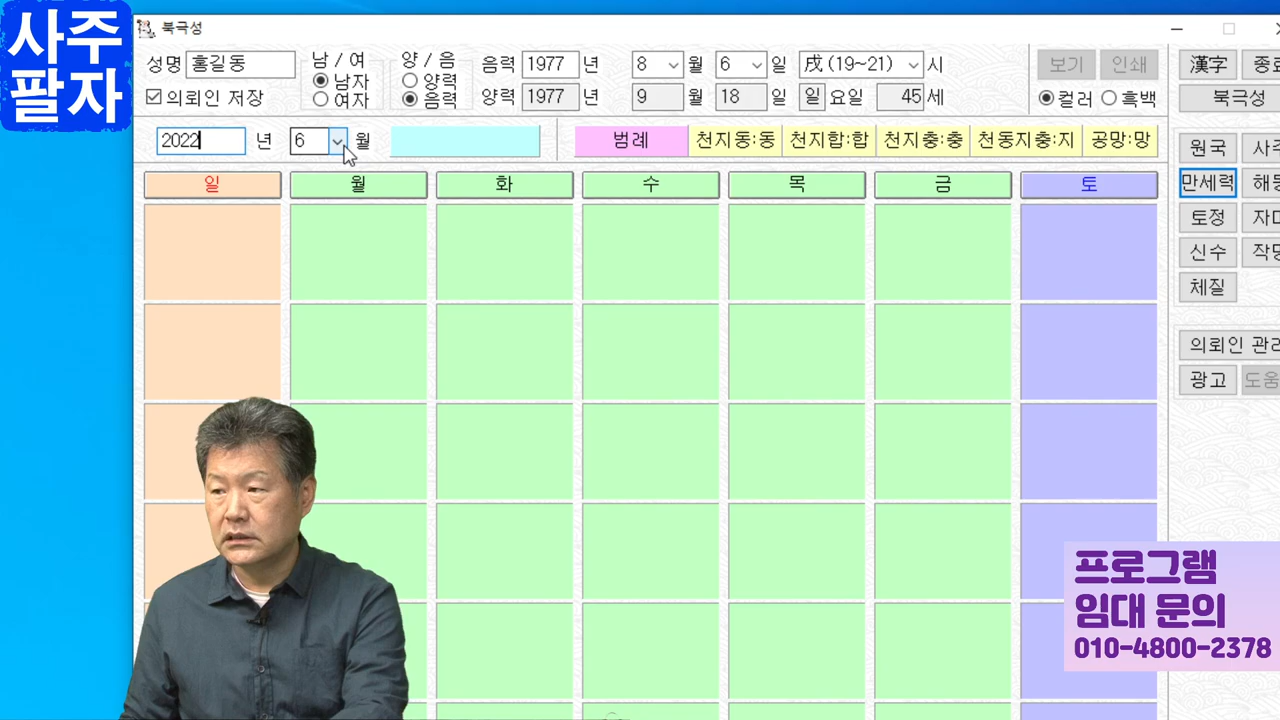 사주
팔자
북극성
성명 홍길동 남 / 여 양 / 음 음력 1977 년 8 월 6 일 戌 (19~21) 시 보기 인쇄 漢字 종료
남자 양력
의뢰인 저장 여자 음력 양력 1977 년 9 월 18 일 일 요일 45 세 컬러 흑백 북극성
2022 년 6 월 범례 천지동:동 천지합:합 천지충:충 천동지충:지 공망:망
원국 사주
일 월 화 수 목 금 토
만세력
토정
신수
체질
의뢰인 관리
광고 도움
프로그램
임대 문의
010-4800-2378